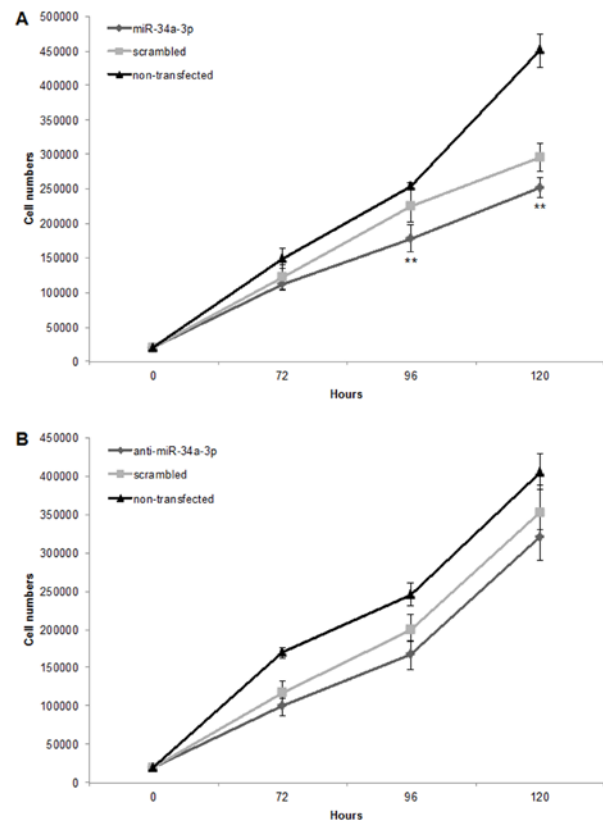 A
miR-34a-3p
scrambled
non-transfected
500000
450000
400000
350000
300000
250000
200000
150000
100000
50000
0
Cell numbers
**
**
0 72 96 120
Hours
B
anti-miR-34a-3p
scrambled
non-transfected
450000
400000
350000
300000
250000
200000
150000
100000
50000
0
Cell numbers
0 72 96 120
Hours